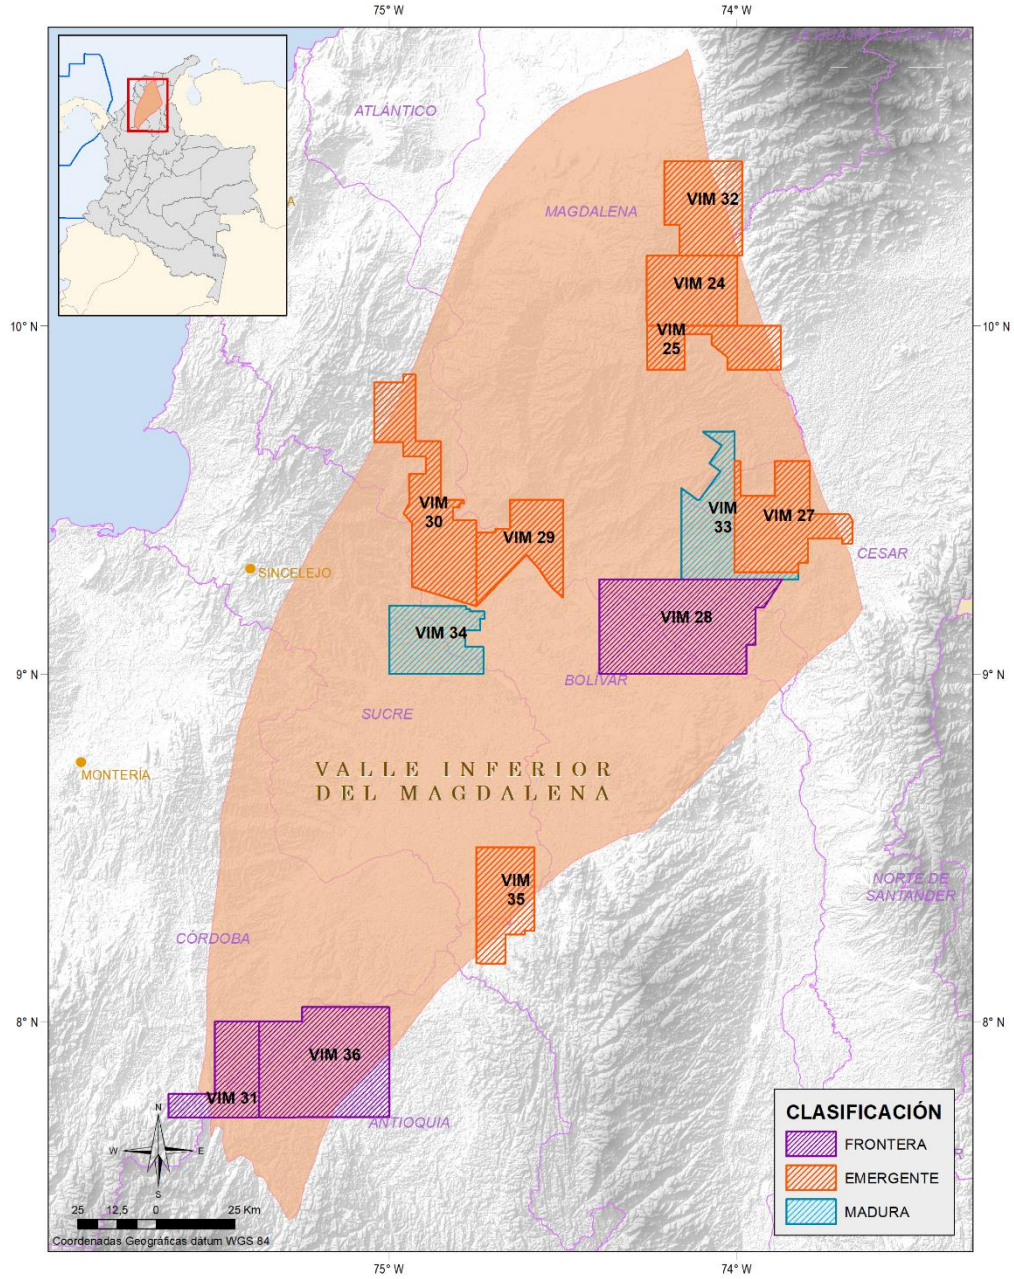 75° W
74° W
ATLÁNTICO
A
MAGDALENA
VIM 32
VIM 24
10° N
10° N
VIM
25
VIM
30
VIM 29
VIM
33
VIM 27
CESAR
SINCELEJO
VIM 34
VIM 28
9° N
9° N
BOLÍVAR
SUCRE
MONTERÍA
VALLE INFERIOR
DEL MAGDALENA
VIM
35
NORTE DE
SANTANDER
CÓRDOBA
8° N
8° N
VIM 36
VIM 31
ANTIOQUIA
N
W
E
S
25
12,5
0
25 Km
Coordenadas Geográficas datum WGS 84
CLASIFICACIÓN
FRONTERA
EMERGENTE
MADURA
75° W
74° W